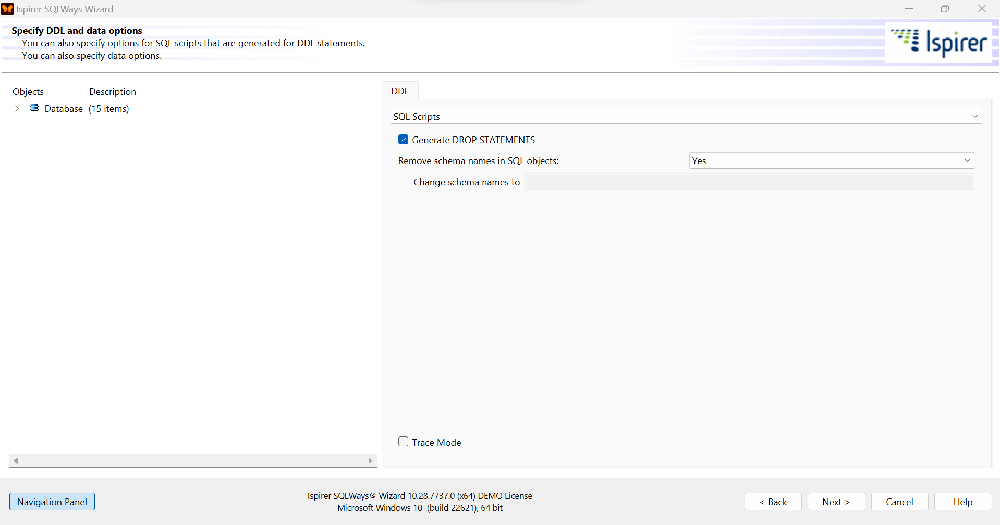 Ispirer SQLWays Wizard
Specify DDL and data options
You can also specify options for SQL scripts that are generated for DDL statements.
You can also specify data options.
Ispirer
Objects Description
Database (15 items)
DDL
SQL Scripts
Generate DROP STATEMENTS
Remove schema names in SQL objects: Yes
Change schema names to
Trace Mode
Navigation Panel
Ispirer SQLWays® Wizard 10.28.7737.0 (x64) DEMO License
Microsoft Windows 10 (build 22621), 64 bit
< Back Next > Cancel Help